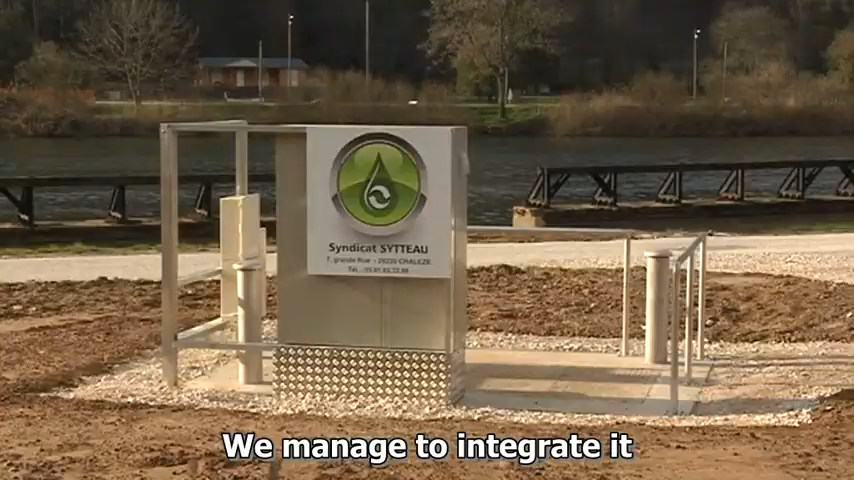 Syndicat SYTTEAU
7, grande Rue - 25220 CHALEZE
We manage to integrate it